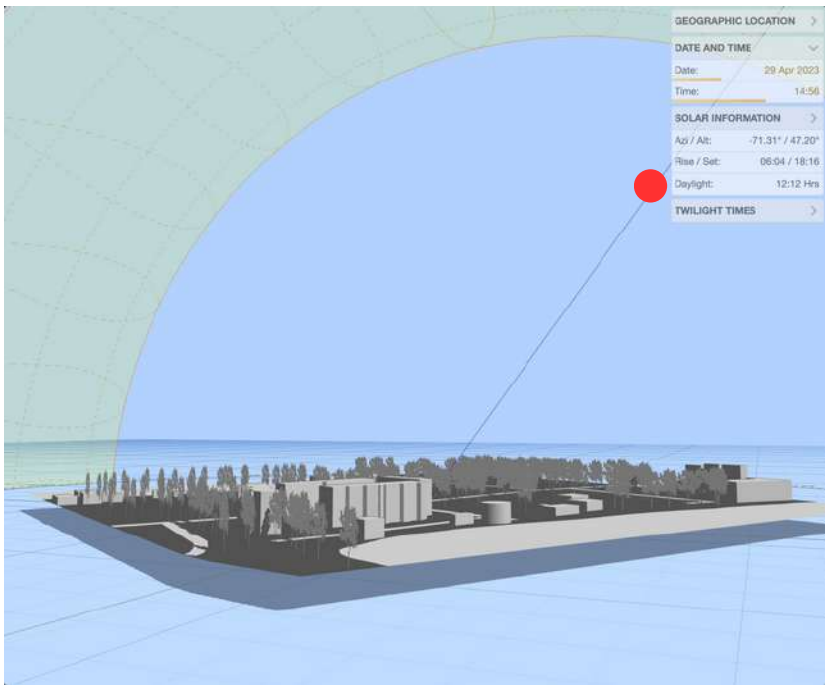 GEOGRAPHIC LOCATION
DATE AND TIME
Date: 29 Apr 2023
Time: 14:56
SOLAR INFORMATION
Azi / Alt: -71.31° / 47.20°
Rise / Set: 06:04 / 18:16
Daylight: 12:12 Hrs
TWILIGHT TIMES